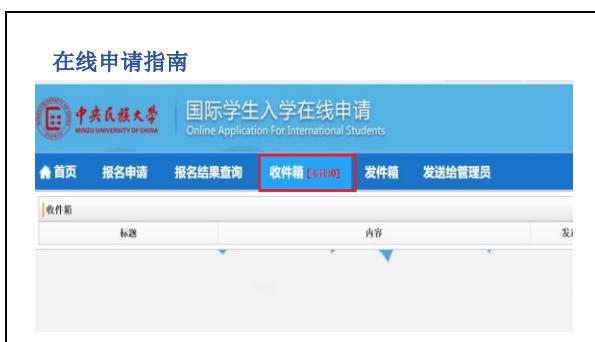 在线申请指南
中央民族大学 国际学生入学在线申请
MINZU UNIVERSITY OF CHINA Online Application For International Students
首页 报名申请 报名结果查询 收件箱 [未读:0] 发件箱 发送给管理员
收件箱
标题 内容